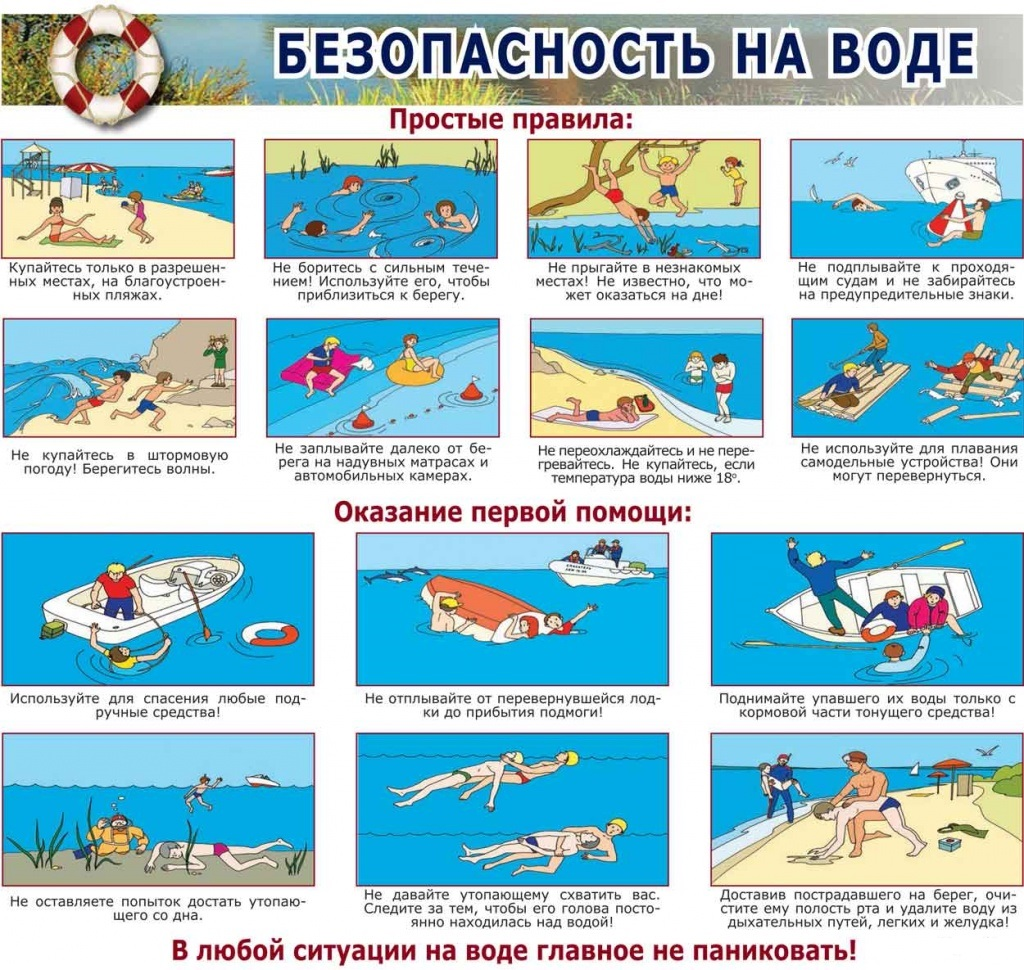 БЕЗОПАСНОСТЬ НА ВОДЕ
Простые правила:
Купайтесь только в разрешен-
ных местах, на благоустроен-
ных пляжах.
Не боритесь с сильным тече-
нием! Используйте его, чтобы
приблизиться к берегу.
Не прыгайте в незнакомых
местах! Не известно, что мо-
жет оказаться на дне!
Не подплывайте к проходя-
щим судам и не забирайтесь
на предупредительные знаки.
Не купайтесь в штормовую
погоду! Берегитесь волны.
Не заплывайте далеко от бе-
рега на надувных матрасах и
автомобильных камерах.
Не переохлаждайтесь и не пере-
гревайтесь. Не купайтесь, если
температура воды ниже 18°.
Не используйте для плавания
самодельные устройства! Они
могут перевернуться.
Оказание первой помощи:
Используйте для спасения любые под-
ручные средства!
Не отплывайте от перевернувшейся лод-
ки до прибытия подмоги!
Поднимайте упавшего их воды только с
кормовой части тонущего средства!
Не оставляете попыток достать утопаю-
щего со дна.
Не давайте утопающему схватить вас.
Следите за тем, чтобы его голова посто-
янно находилась над водой!
Доставив пострадавшего на берег, очи-
стите ему полость рта и удалите воду из
дыхательных путей, легких и желудка!
В любой ситуации на воде главное не паниковать!